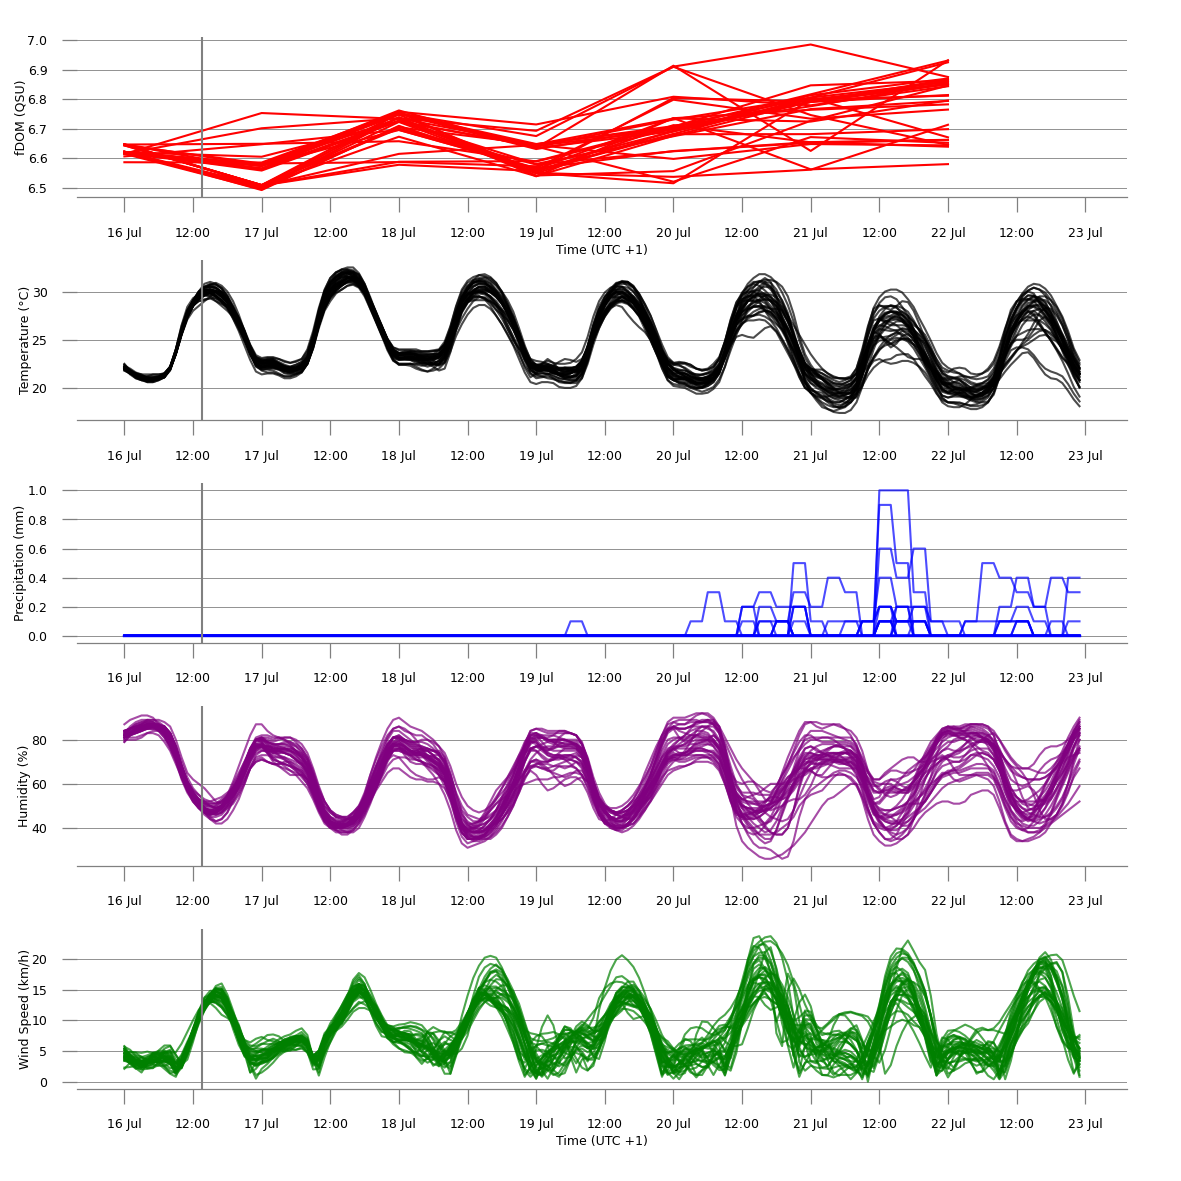 fDOM (QSU)
7.0
6.9
6.8
6.7
6.6
6.5
16 Jul 12:00 17 Jul 12:00 18 Jul 12:00 19 Jul 12:00 20 Jul 12:00 21 Jul 12:00 22 Jul 12:00 23 Jul
Time (UTC +1)
Temperature (°C)
30
25
20
16 Jul 12:00 17 Jul 12:00 18 Jul 12:00 19 Jul 12:00 20 Jul 12:00 21 Jul 12:00 22 Jul 12:00 23 Jul
Precipitation (mm)
1.0
0.8
0.6
0.4
0.2
0.0
16 Jul 12:00 17 Jul 12:00 18 Jul 12:00 19 Jul 12:00 20 Jul 12:00 21 Jul 12:00 22 Jul 12:00 23 Jul
Humidity (%)
80
60
40
16 Jul 12:00 17 Jul 12:00 18 Jul 12:00 19 Jul 12:00 20 Jul 12:00 21 Jul 12:00 22 Jul 12:00 23 Jul
Wind Speed (km/h)
20
15
10
5
0
16 Jul 12:00 17 Jul 12:00 18 Jul 12:00 19 Jul 12:00 20 Jul 12:00 21 Jul 12:00 22 Jul 12:00 23 Jul
Time (UTC +1)